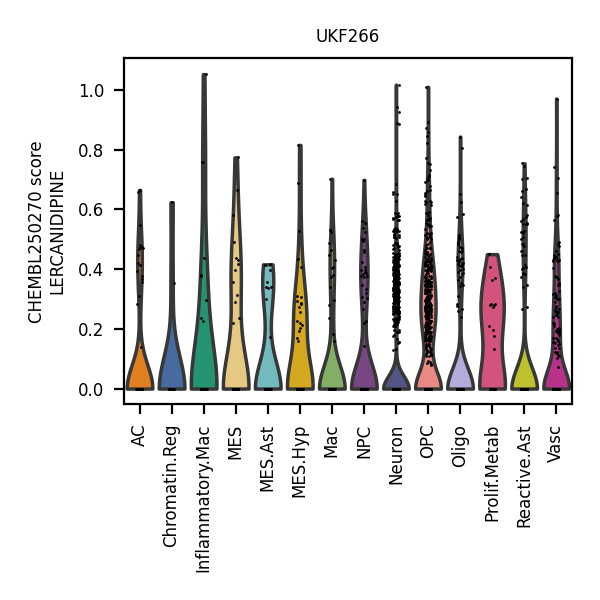 UKF266
CHEMBL250270 score
LERCANIDIPINE
1.0
0.8
0.6
0.4
0.2
0.0
AC
Chromatin.Reg
Inflammatory.Mac
MES
MES.Ast
MES.Hyp
Mac
NPC
Neuron
OPC
Oligo
Prolif.Metab
Reactive.Ast
Vasc